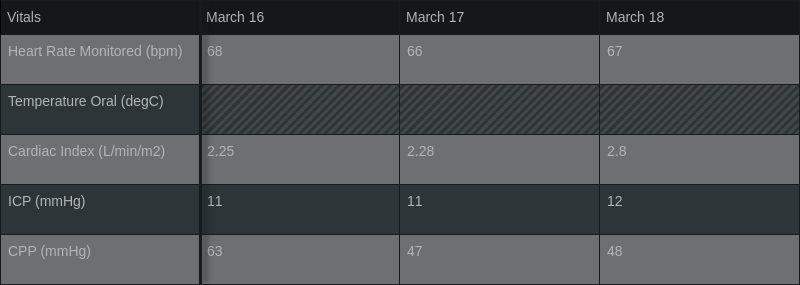 Vitals March 16 March 17 March 18
Heart Rate Monitored (bpm) 68 66 67
Temperature Oral (degC)
Cardiac Index (L/min/m2) 2.25 2.28 2.8
ICP (mmHg) 11 11 12
CPP (mmHg) 63 47 48